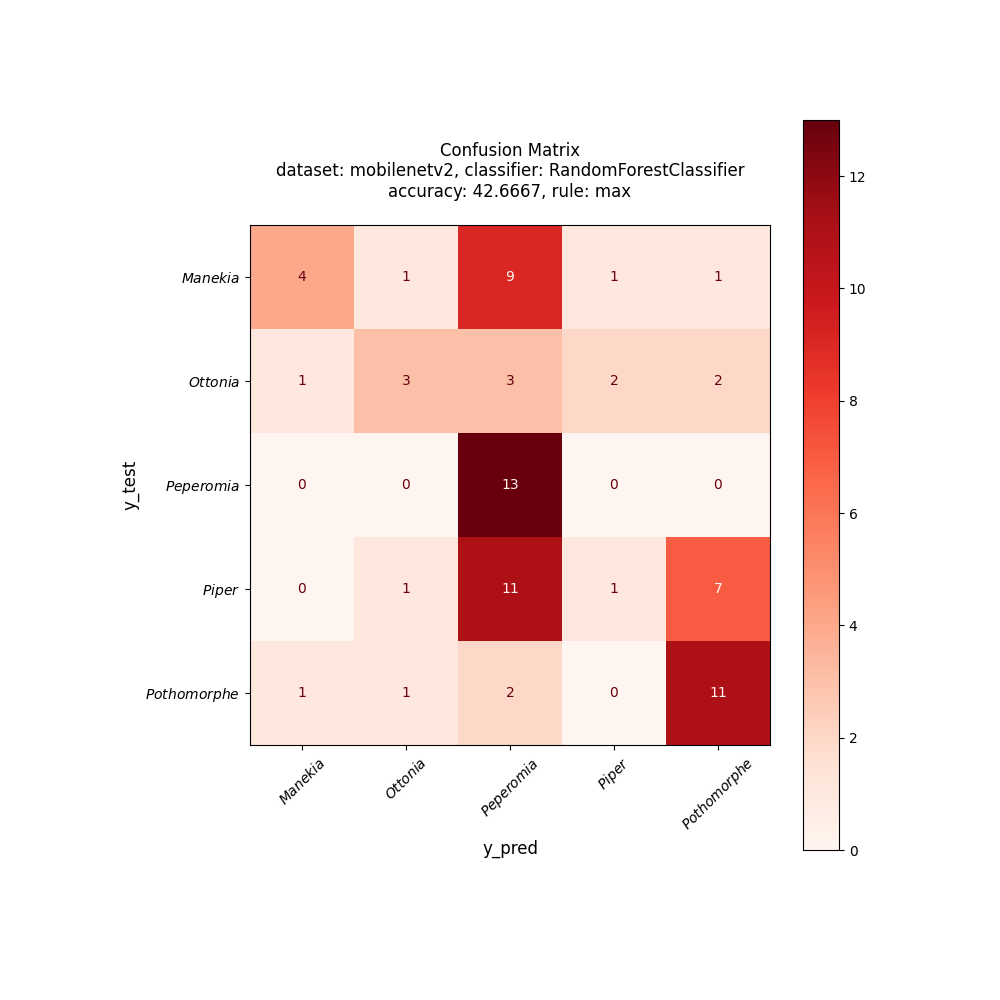 Confusion Matrix
dataset: mobilenetv2, classifier: RandomForestClassifier
accuracy: 42.6667, rule: max
y_test
Manekia 4 1 9 1 1
Ottonia 1 3 3 2 2
Peperomia 0 0 13 0 0
Piper 0 1 11 1 7
Pothomorphe 1 1 2 0 11
Manekia Ottonia Peperomia Piper Pothomorphe
y_pred
12
10
8
6
4
2
0